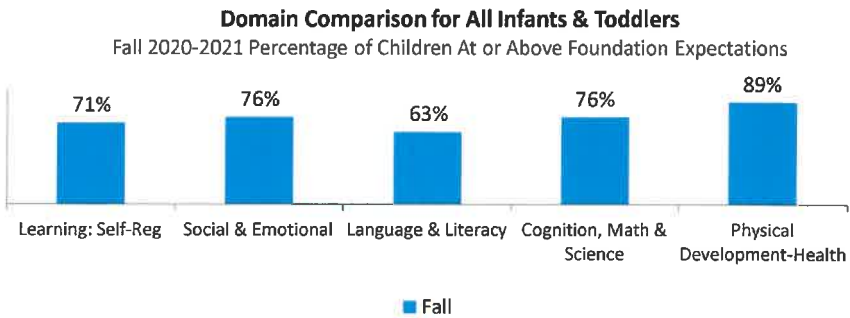 Domain Comparison for All Infants & Toddlers
Fall 2020-2021 Percentage of Children At or Above Foundation Expectations
71%
76%
63%
76%
89%
Learning: Self-Reg
Social & Emotional
Language & Literacy
Cognition, Math &
Science
Physical
Development-Health
Fall